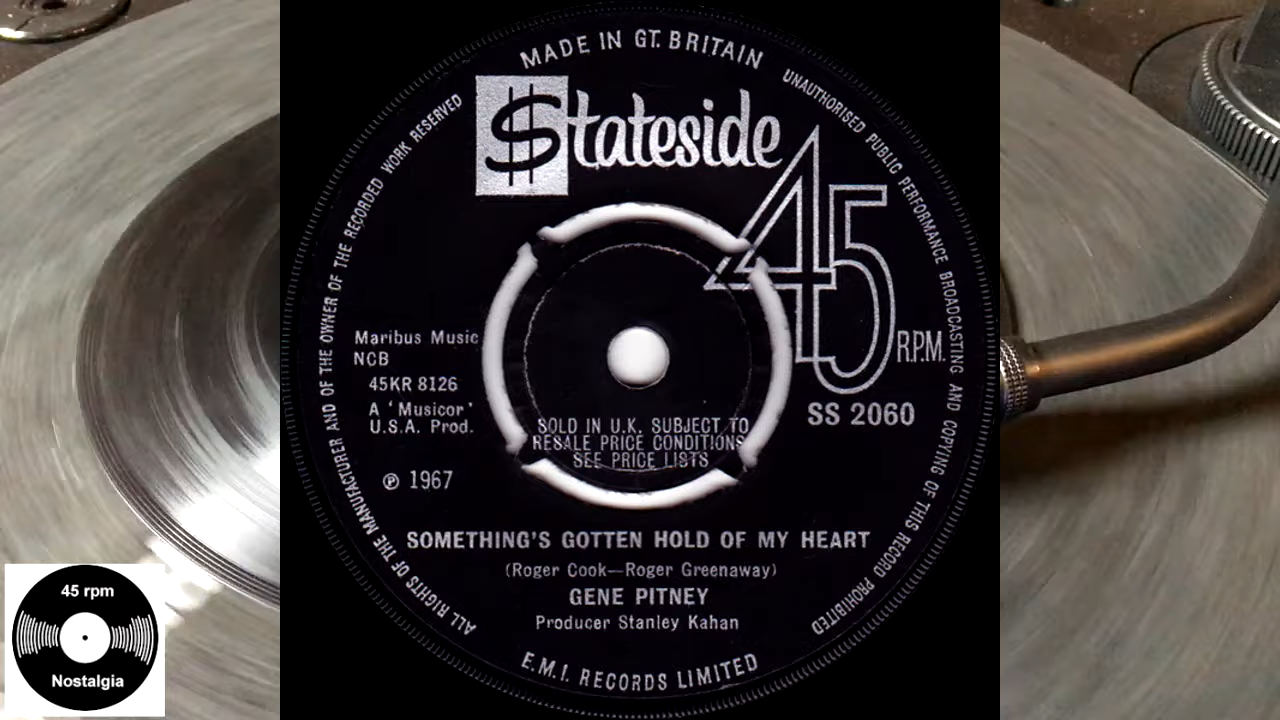 MADE IN GT. BRITAIN
UNAUTHORISED PUBLIC PERFORMANCE BROADCASTING AND COPYING OF THIS RECORD PROHIBITED
ALL RIGHTS OF THE MANUFACTURER AND OF THE OWNER OF THE RECORDED WORK RESERVED
$tateside
45
R.P.M.
Maribus Music
NCB
45KR 8126
A 'Musicor'
U.S.A. Prod.
℗ 1967
SS 2060
SOLD IN U.K. SUBJECT TO
RESALE PRICE CONDITIONS
SEE PRICE LISTS
SOMETHING'S GOTTEN HOLD OF MY HEART
(Roger Cook—Roger Greenaway)
GENE PITNEY
Producer Stanley Kahan
E.M.I. RECORDS LIMITED
45 rpm
Nostalgia